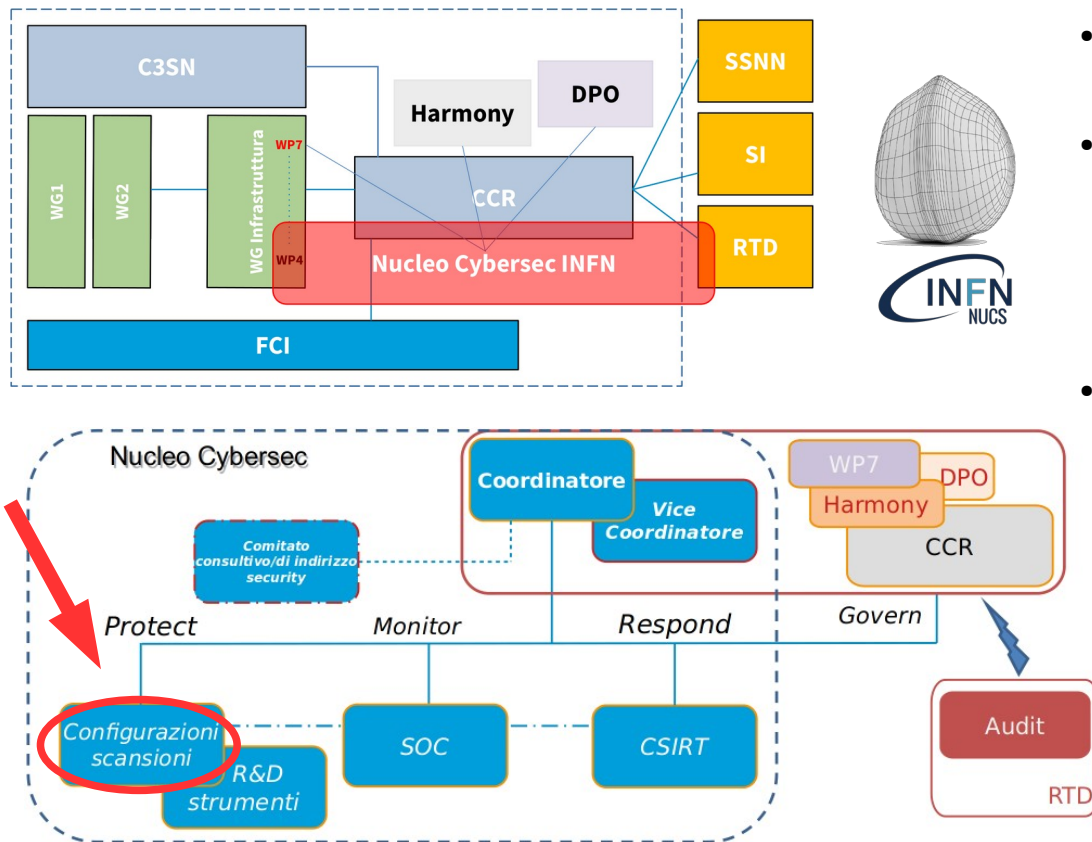 C3SN
SSNN
Harmony
DPO
WG1
WG2
WG Infrastruttura
WP7
WP4
CCR
SI
RTD
Nucleo Cybersec INFN
FCI
INFN
NUCS
Nucleo Cybersec
Coordinatore
Vice
Coordinatore
WP7
DPO
Harmony
CCR
Comitato
consultivo/di indirizzo
security
Protect
Monitor
Respond
Govern
Configurazioni
scansioni
R&D
strumenti
SOC
CSIRT
Audit
RTD